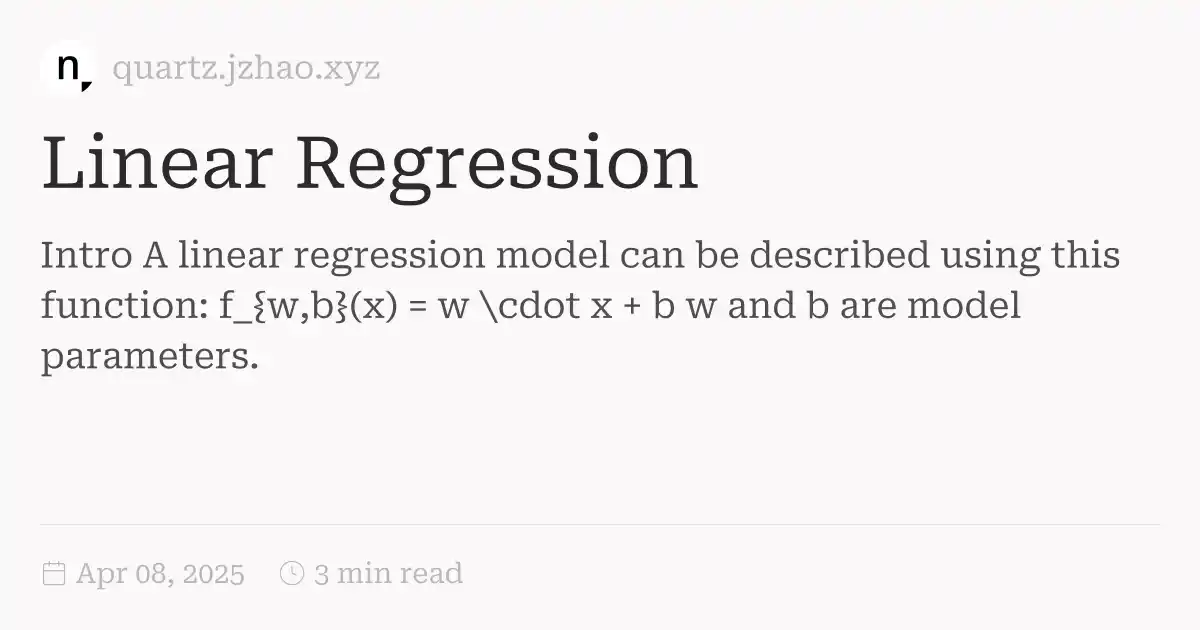 n
quartz.jzhao.xyz
Linear Regression
Intro A linear regression model can be described using this
function: f_{w,b}(x) = w \cdot x + b w and b are model
parameters.
Apr 08, 2025 3 min read